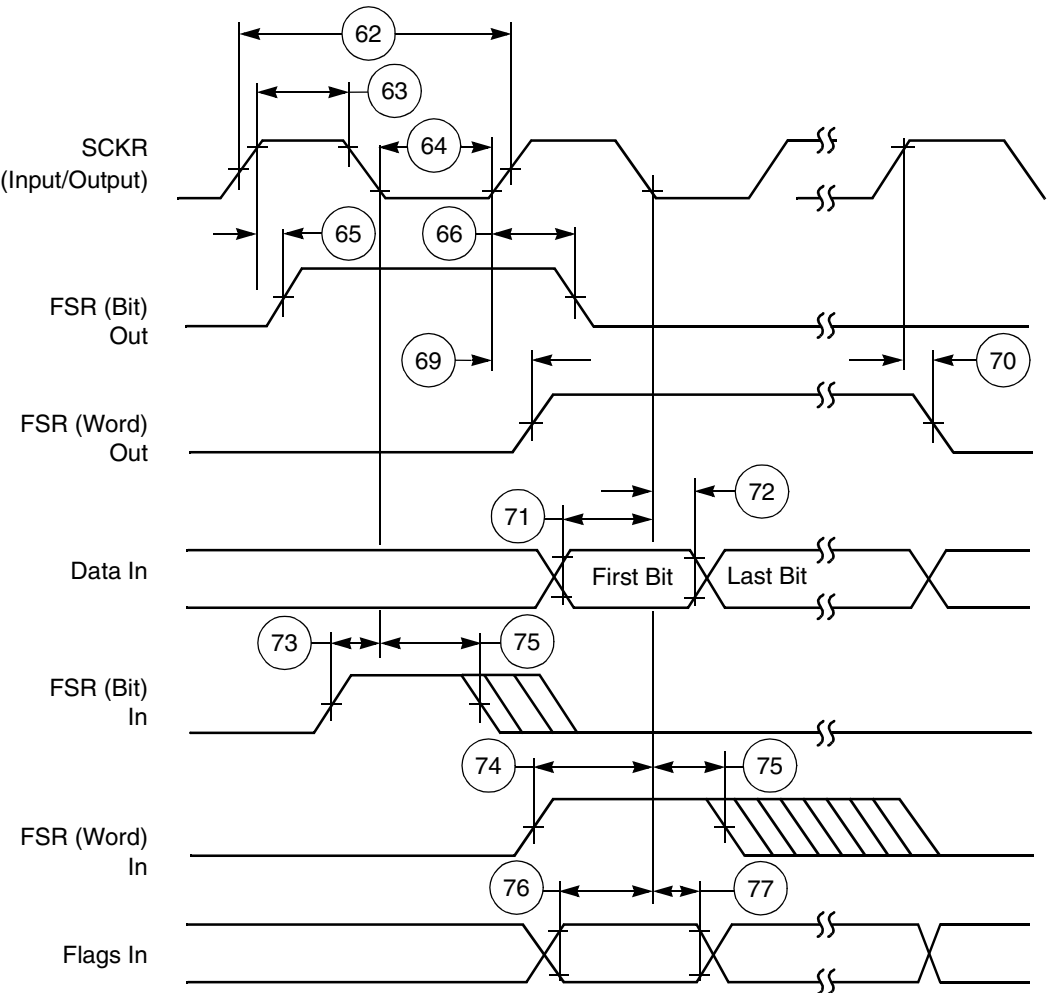 62
63
SCKR
64
(Input/Output)
65
66
FSR (Bit)
Out
69
70
FSR (Word)
Out
71
72
Data In
First Bit
Last Bit
73
75
FSR (Bit)
In
74
75
FSR (Word)
In
76
77
Flags In